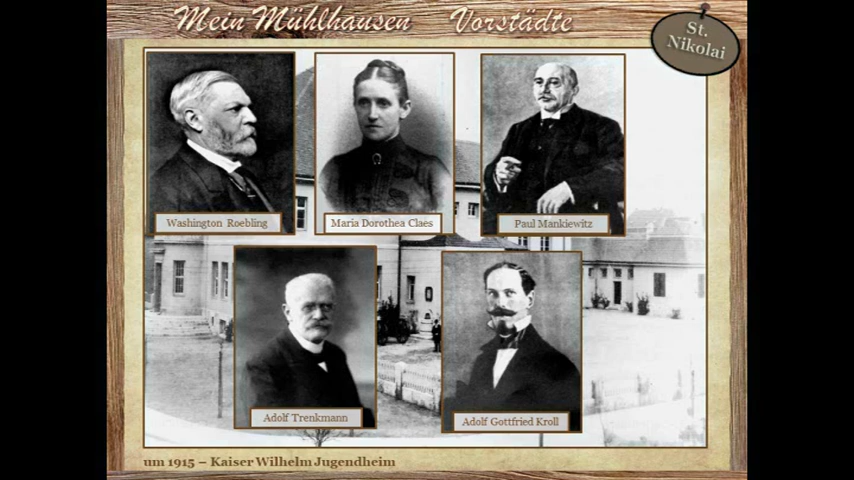 Mein Mühlhausen Vorstädte
St.
Nikolai
Washington Roebling
Maria Dorothea Claes
Paul Mankiewitz
Adolf Trenkmann
Adolf Gottfried Kroll
um 1915 – Kaiser Wilhelm Jugendheim